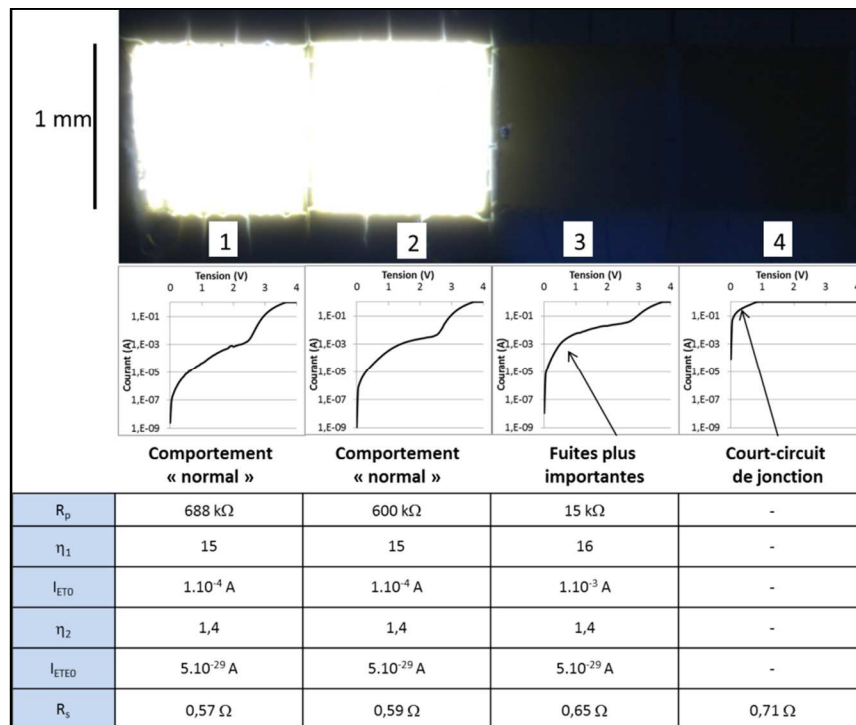 1 mm
1 2 3 4
Tension (V) Tension (V) Tension (V) Tension (V)
0 1 2 3 4 0 1 2 3 4 0 1 2 3 4 0 1 2 3 4
1,E-01 1,E-01 1,E-01 1,E-01
1,E-03 1,E-03 1,E-03 1,E-03
1,E-05 1,E-05 1,E-05 1,E-05
1,E-07 1,E-07 1,E-07 1,E-07
1,E-09 1,E-09 1,E-09 1,E-09
Courant (A) Courant (A) Courant (A) Courant (A)
Comportement Comportement Fuites plus Court-circuit
« normal » « normal » importantes de jonction
Rp 688 kΩ 600 kΩ 15 kΩ -
η1 15 15 16 -
IET0 1.10-4 A 1.10-4 A 1.10-3 A -
η2 1,4 1,4 1,4 -
IETE0 5.10-29 A 5.10-29 A 5.10-29 A -
Rs 0,57 Ω 0,59 Ω 0,65 Ω 0,71 Ω